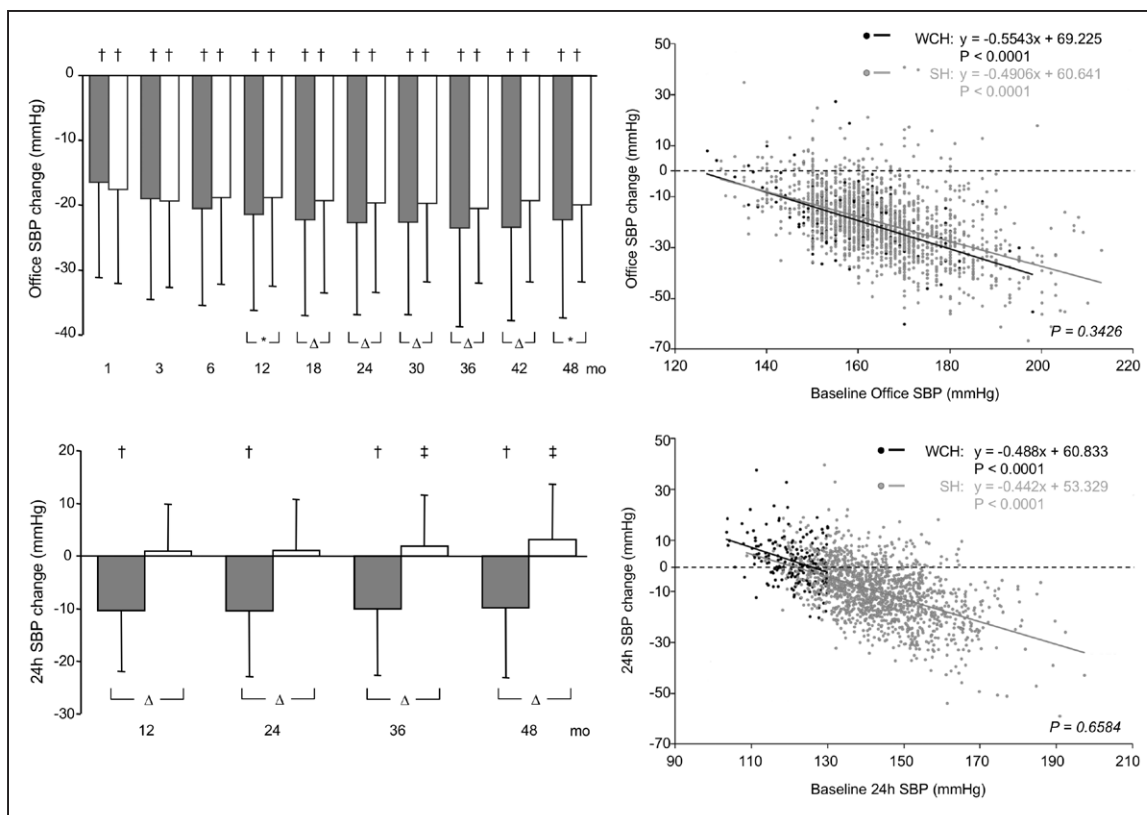 † † † † † † † † † † † † † † † † † † † †
0
-10
-20
-30
-40
Office SBP change (mmHg)
* Δ Δ Δ Δ Δ *
1 3 6 12 18 24 30 36 42 48 mo
50
30
10
0
-10
-30
-50
-70
Office SBP change (mmHg)
WCH: y = -0.5543x + 69.225
P < 0.0001
SH: y = -0.4906x + 60.641
P < 0.0001
P = 0.3426
120 140 160 180 200 220
Baseline Office SBP (mmHg)
20
10
0
-10
-20
-30
24h SBP change (mmHg)
† † † ‡ † ‡
Δ Δ Δ Δ
12 24 36 48 mo
50
30
10
0
-10
-30
-50
-70
24h SBP change (mmHg)
WCH: y = -0.488x + 60.833
P < 0.0001
SH: y = -0.442x + 53.329
P < 0.0001
P = 0.6584
90 110 130 150 170 190 210
Baseline 24h SBP (mmHg)